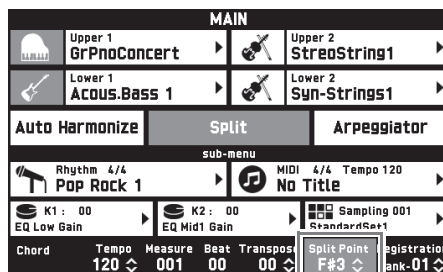 MAIN
Upper 1
GrPnoConcert
Upper 2
StreoString1
Lower 1
Acous.Bass 1
Lower 2
Syn-Strings1
Auto Harmonize Split Arpeggiator
sub-menu
Rhythm 4/4
Pop Rock 1
MIDI 4/4 Tempo 120
No Title
K1 : 00
EQ Low Gain
K2 : 00
EQ Mid1 Gain
Sampling 001
StandardSet1
Chord Tempo Measure Beat Transpose Split Point egistratio
120 001 00 00 F#3 ank-01